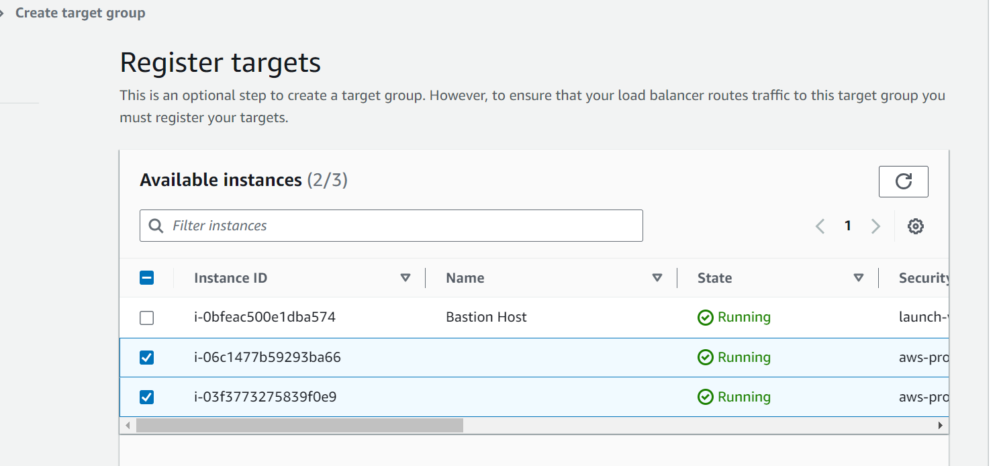 Create target group
Register targets
This is an optional step to create a target group. However, to ensure that your load balancer routes traffic to this target group you
must register your targets.
Available instances (2/3)
Filter instances
1
Instance ID Name State Security
i-0bfeac500e1dba574 Bastion Host Running launch-
i-06c1477b59293ba66 Running aws-pro
i-03f3773275839f0e9 Running aws-pro